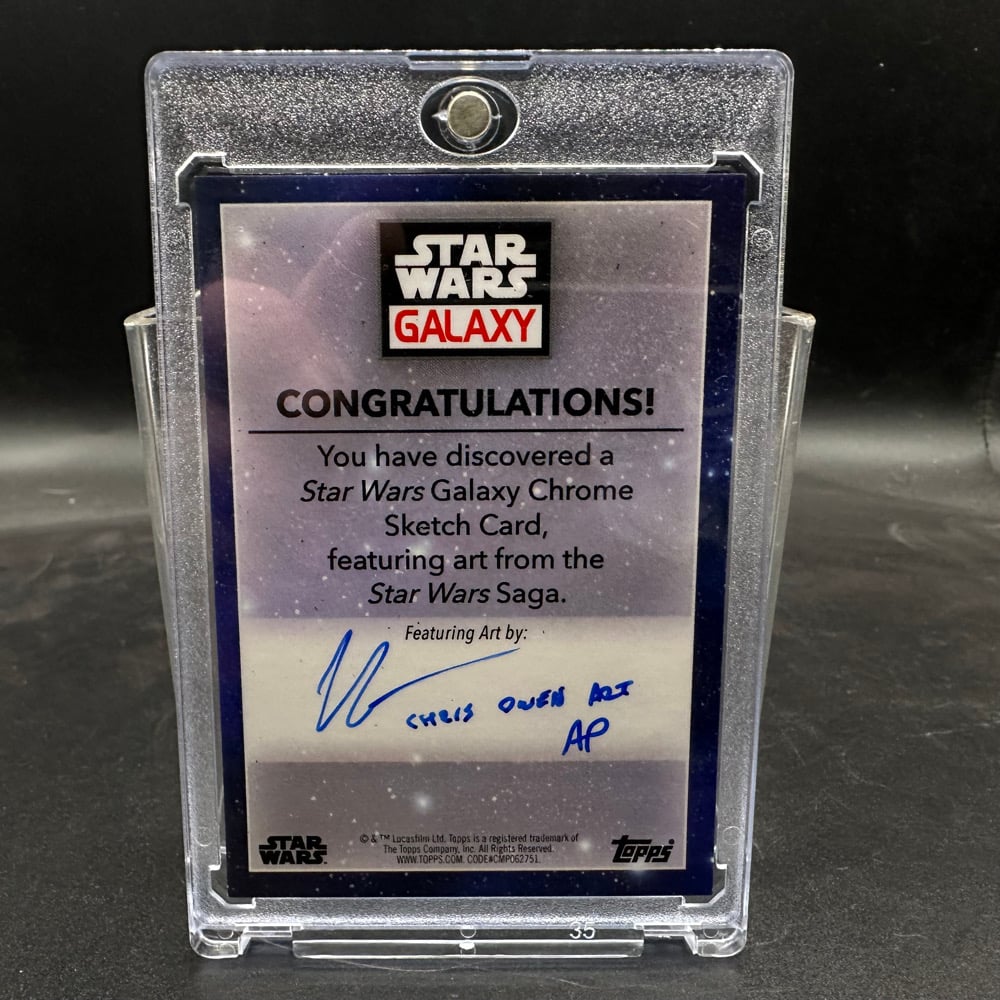 STAR
WARS
GALAXY
CONGRATULATIONS!
You have discovered a
Star Wars Galaxy Chrome
Sketch Card,
featuring art from the
Star Wars Saga.
Featuring Art by:
CHRIS OWEN ART
AP
STAR
WARS
© & ™ Lucasfilm Ltd. Topps is a registered trademark of
The Topps Company, Inc. All Rights Reserved.
WWW.TOPPS.COM. CODE#CMP062751.
topps
35